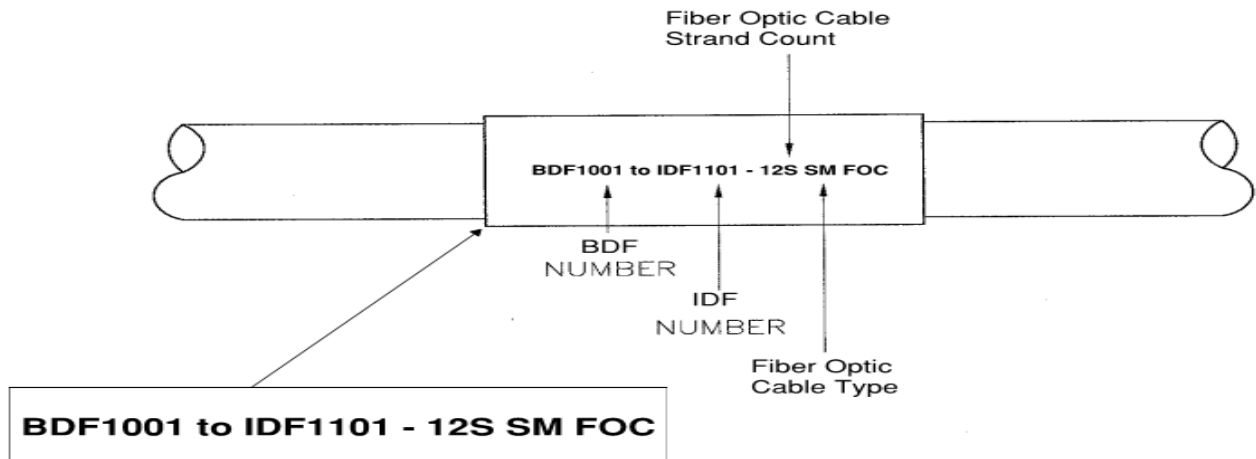 Fiber Optic Cable
Strand Count
BDF1001 to IDF1101 - 12S SM FOC
BDF
NUMBER
IDF
NUMBER
Fiber Optic
Cable Type
BDF1001 to IDF1101 - 12S SM FOC